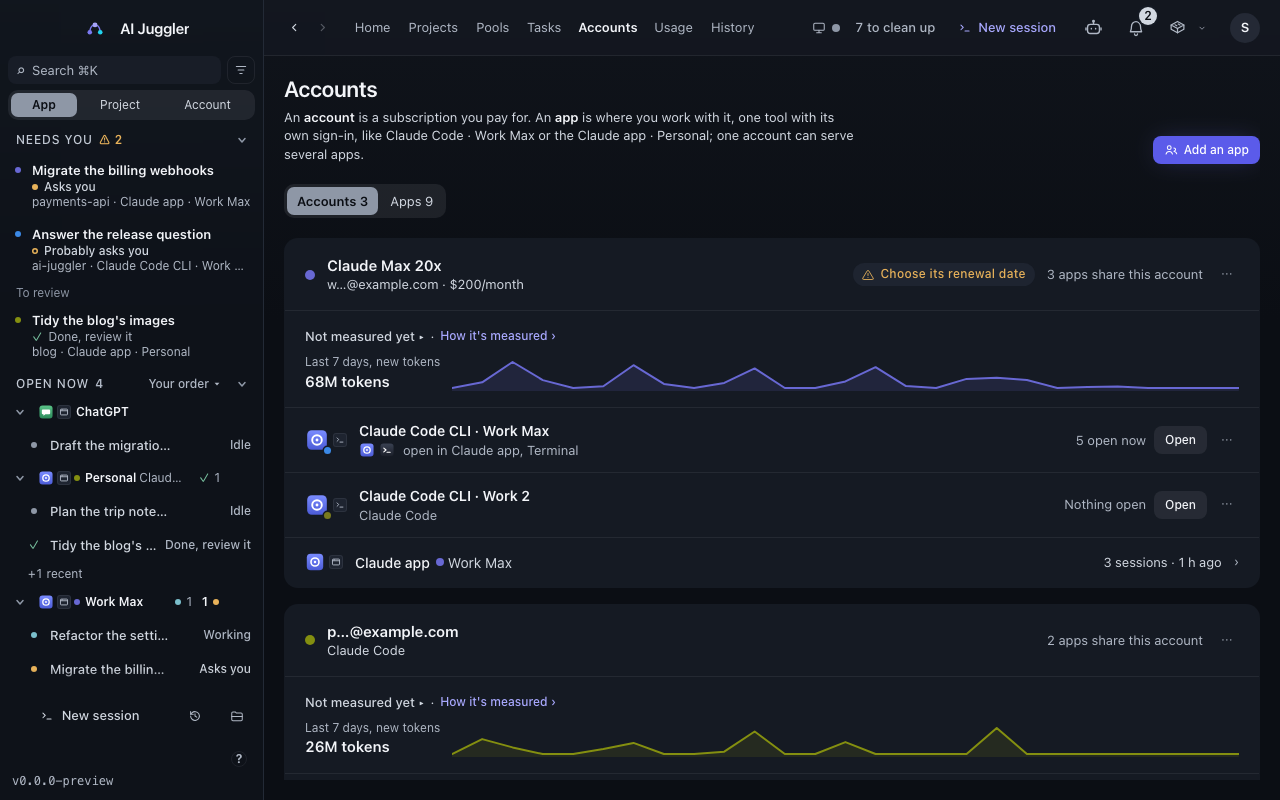 AI Juggler
Search ⌘K
App Project Account
NEEDS YOU 2
Migrate the billing webhooks
Asks you
payments-api · Claude app · Work Max
Answer the release question
Probably asks you
ai-juggler · Claude Code CLI · Work ...
To review
Tidy the blog's images
Done, review it
blog · Claude app · Personal
OPEN NOW 4 Your order
ChatGPT
Draft the migratio... Idle
Personal Claud... 1
Plan the trip note... Idle
Tidy the blog's ... Done, review it
+1 recent
Work Max 1 1
Refactor the setti... Working
Migrate the billin... Asks you
New session
?
v0.0.0-preview
Home Projects Pools Tasks Accounts Usage History
7 to clean up New session 2 S
Accounts
An account is a subscription you pay for. An app is where you work with it, one tool with its
own sign-in, like Claude Code · Work Max or the Claude app · Personal; one account can serve
several apps.
Add an app
Accounts 3 Apps 9
Claude Max 20x
w...@example.com · $200/month
Choose its renewal date 3 apps share this account ···
Not measured yet ▸ · How it's measured ›
Last 7 days, new tokens
68M tokens
Claude Code CLI · Work Max
open in Claude app, Terminal
5 open now Open ···
Claude Code CLI · Work 2
Claude Code
Nothing open Open ···
Claude app Work Max 3 sessions · 1 h ago ›
p...@example.com
Claude Code
2 apps share this account ···
Not measured yet ▸ · How it's measured ›
Last 7 days, new tokens
26M tokens